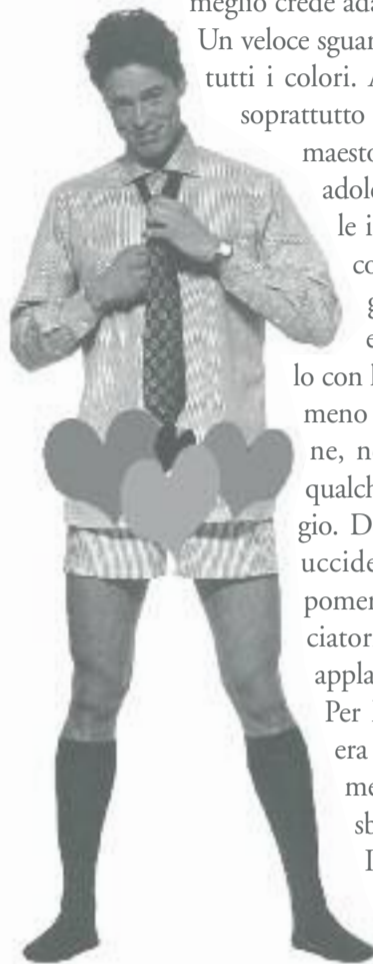 meglio crede ada
Un veloce sguar
tutti i colori. A
soprattutto
maesto
adole
le i
co
g
e
lo con l
meno
ne, n
qualch
gio. D
uccide
pomer
ciator
appla
Per
era
me
sb
I